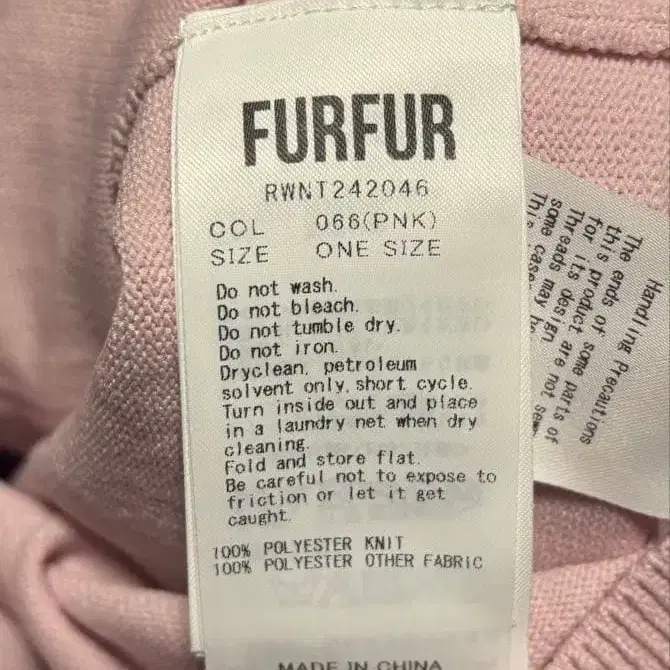 FURFUR
RWNT242046
COL 066(PNK)
SIZE ONE SIZE
Do not wash.
Do not bleach.
Do not tumble dry.
Do not iron.
Dryclean, petroleum
solvent only, short cycle.
Turn inside out and place
in a laundry net when dry
cleaning.
Fold and store flat.
Be careful not to expose to
friction or let it get
caught.
100% POLYESTER KNIT
100% POLYESTER OTHER FABRIC
MADE IN CHINA
Handling Precautions
The ends of some parts of
this product are not
for its design.
Threads may
some cases
This